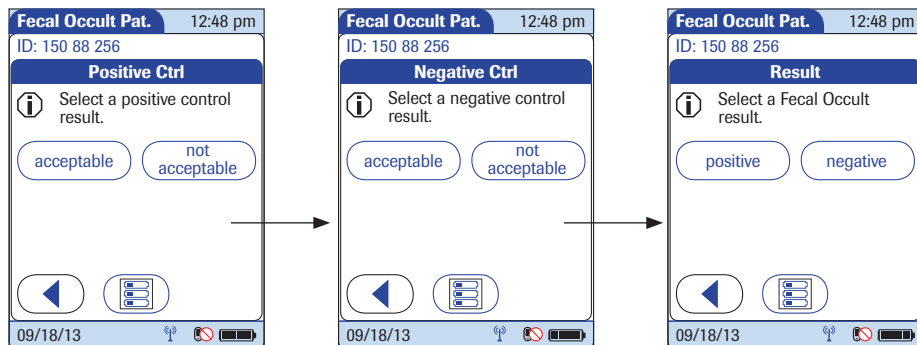 Fecal Occult Pat. 12:48 pm
ID: 150 88 256
Positive Ctrl
Select a positive control
result.
acceptable
not
acceptable
09/18/13
Fecal Occult Pat. 12:48 pm
ID: 150 88 256
Negative Ctrl
Select a negative control
result.
acceptable
not
acceptable
09/18/13
Fecal Occult Pat. 12:48 pm
ID: 150 88 256
Result
Select a Fecal Occult
result.
positive
negative
09/18/13